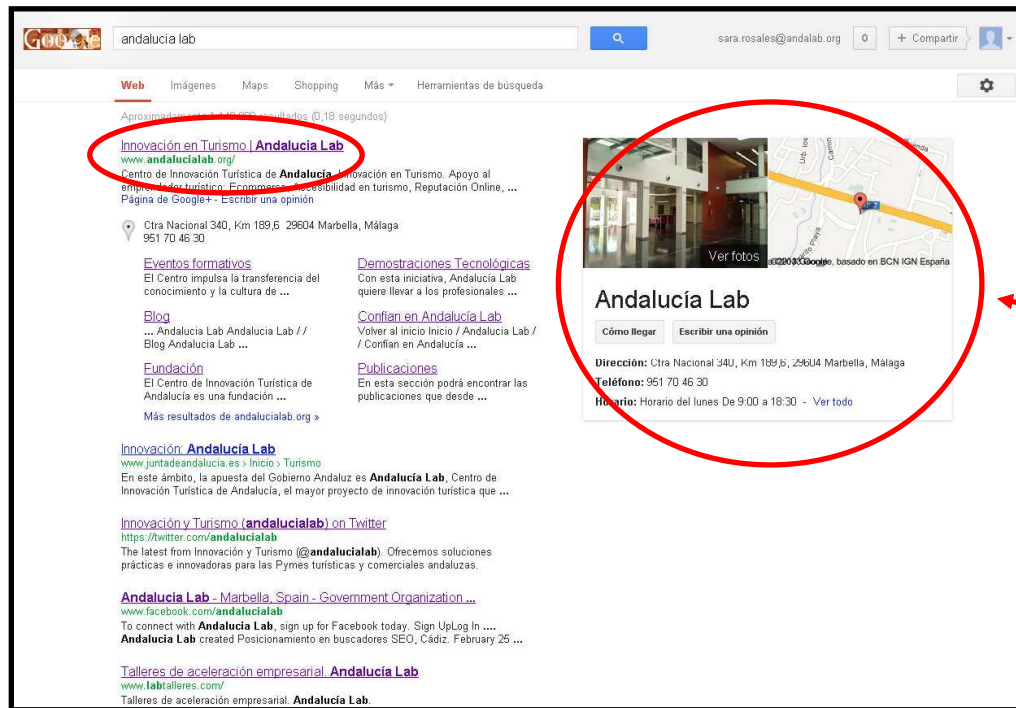 Google
andalucia lab
sara.rosales@andalab.org
0
+ Compartir
Web Imágenes Maps Shopping Más Herramientas de búsqueda
Aproximadamente resultados (0,18 segundos)
Innovación en Turismo | Andalucia Lab
www.andalucialab.org/
Centro de Innovación Turística de Andalucía. Innovación en Turismo. Apoyo al
emprendedor turístico: Ecommerce, Accesibilidad en turismo, Reputación Online, ...
Página de Google+ - Escribir una opinión
Ctra Nacional 340, Km 189,6 29604 Marbella, Málaga
951 70 46 30
Eventos formativos
El Centro impulsa la transferencia del
conocimiento y la cultura de ...
Demostraciones Tecnológicas
Con esta iniciativa, Andalucía Lab
quiere llevar a los profesionales ...
Blog
... Andalucia Lab Andalucia Lab / /
Blog Andalucia Lab ...
Confían en Andalucía Lab
Volver al inicio Inicio / Andalucia Lab /
/ Confían en Andalucía ...
Fundación
El Centro de Innovación Turística de
Andalucía es una fundación ...
Publicaciones
En esta sección podrá encontrar las
publicaciones que desde ...
Más resultados de andalucialab.org »
Innovación: Andalucía Lab
www.juntadeandalucia.es › Inicio › Turismo
En este ámbito, la apuesta del Gobierno Andaluz es Andalucía Lab, Centro de
Innovación Turística de Andalucía, el mayor proyecto de innovación turística que ...
Innovación y Turismo (andalucialab) on Twitter
https://twitter.com/andalucialab
The latest from Innovación y Turismo (@andalucialab). Ofrecemos soluciones
prácticas e innovadoras para las Pymes turísticas y comerciales andaluzas.
Andalucia Lab - Marbella, Spain - Government Organization ...
www.facebook.com/andalucialab
To connect with Andalucia Lab, sign up for Facebook today. Sign UpLog In ....
Andalucia Lab created Posicionamiento en buscadores SEO, Cádiz. February 25 ...
Talleres de aceleración empresarial. Andalucía Lab
www.labtalleres.com/
Talleres de aceleración empresarial. Andalucía Lab.
Ver fotos
Urb. los
Playa
A 7
Google, basado en BCN IGN España
Andalucía Lab
Cómo llegar Escribir una opinión
Dirección: Ctra Nacional 340, Km 189,6, 29604 Marbella, Málaga
Teléfono: 951 70 46 30
Horario: Horario del lunes De 9:00 a 18:30 - Ver todo